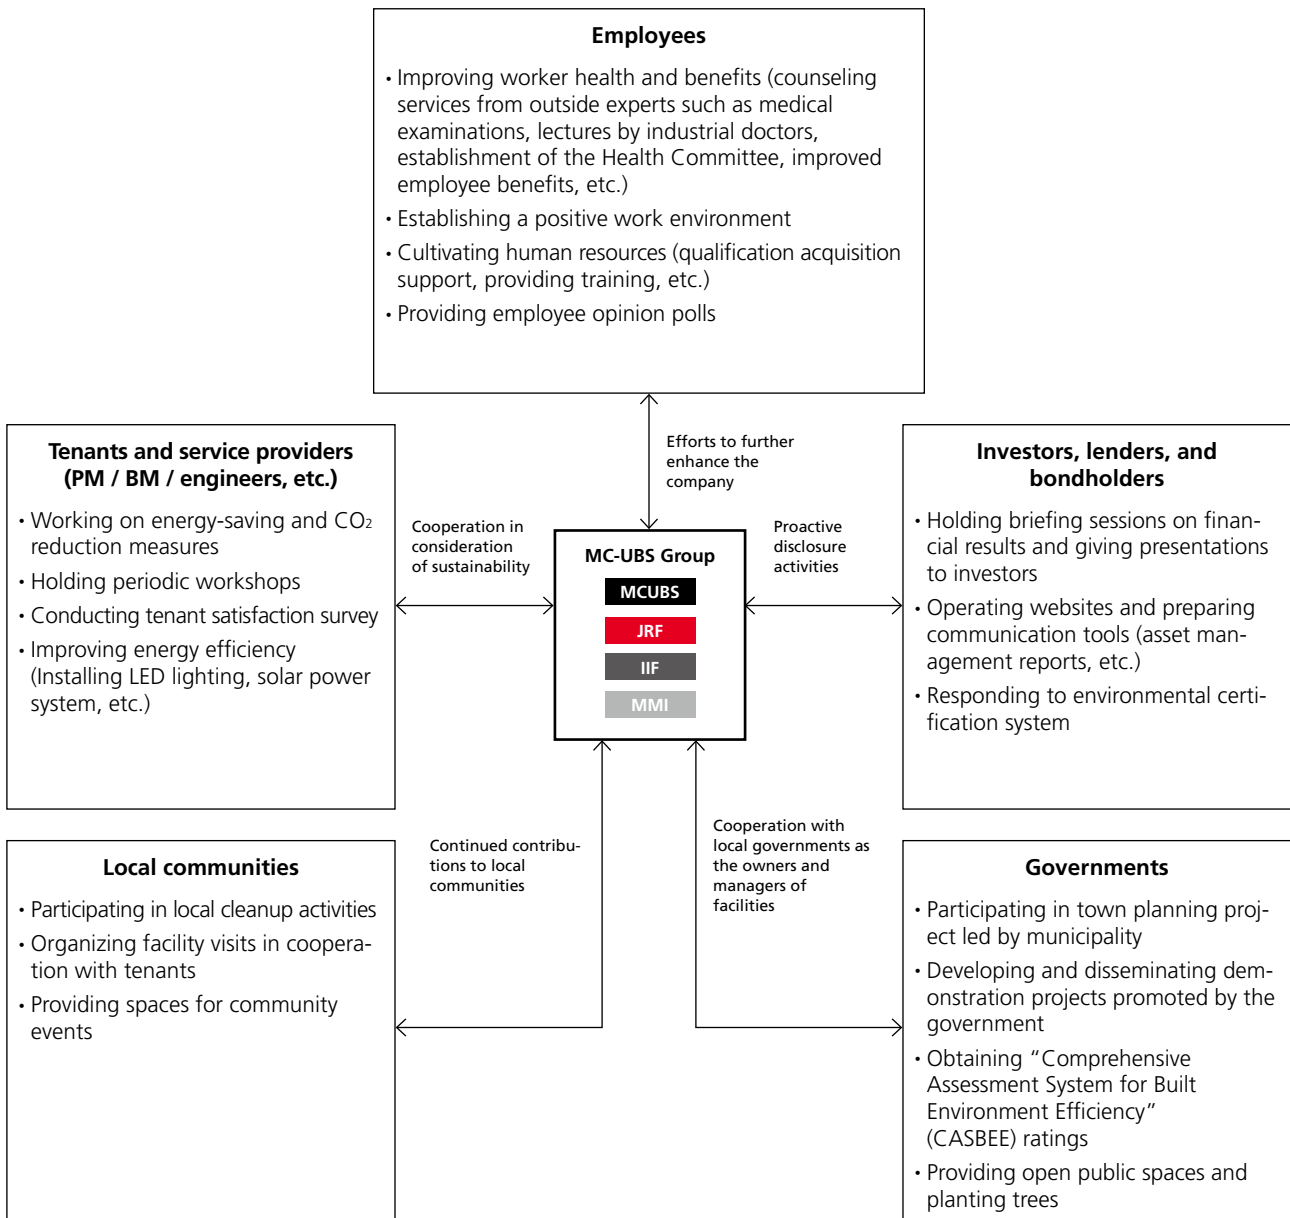 Employees
• Improving worker health and benefits (counseling
services from outside experts such as medical
examinations, lectures by industrial doctors,
establishment of the Health Committee, improved
employee benefits, etc.)
• Establishing a positive work environment
• Cultivating human resources (qualification acquisition
support, providing training, etc.)
• Providing employee opinion polls
Efforts to further
enhance the
company
Tenants and service providers
(PM / BM / engineers, etc.)
• Working on energy-saving and CO2
reduction measures
• Holding periodic workshops
• Conducting tenant satisfaction survey
• Improving energy efficiency
(Installing LED lighting, solar power
system, etc.)
Cooperation in
consideration
of sustainability
MC-UBS Group
MCUBS
JRF
IIF
MMI
Proactive
disclosure
activities
Investors, lenders, and
bondholders
• Holding briefing sessions on finan-
cial results and giving presentations
to investors
• Operating websites and preparing
communication tools (asset man-
agement reports, etc.)
• Responding to environmental certi-
fication system
Local communities
• Participating in local cleanup activities
• Organizing facility visits in coopera-
tion with tenants
• Providing spaces for community
events
Continued contribu-
tions to local
communities
Cooperation with
local governments as
the owners and
managers of
facilities
Governments
• Participating in town planning proj-
ect led by municipality
• Developing and disseminating dem-
onstration projects promoted by the
government
• Obtaining “Comprehensive
Assessment System for Built
Environment Efficiency”
(CASBEE) ratings
• Providing open public spaces and
planting trees